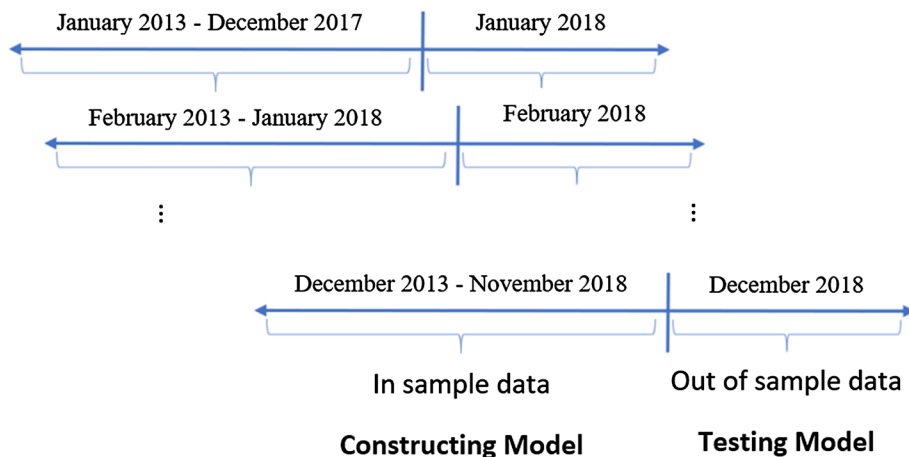 January 2013 - December 2017 January 2018
February 2013 - January 2018 February 2018
⋮ ⋮
December 2013 - November 2018 December 2018
In sample data Out of sample data
Constructing Model Testing Model